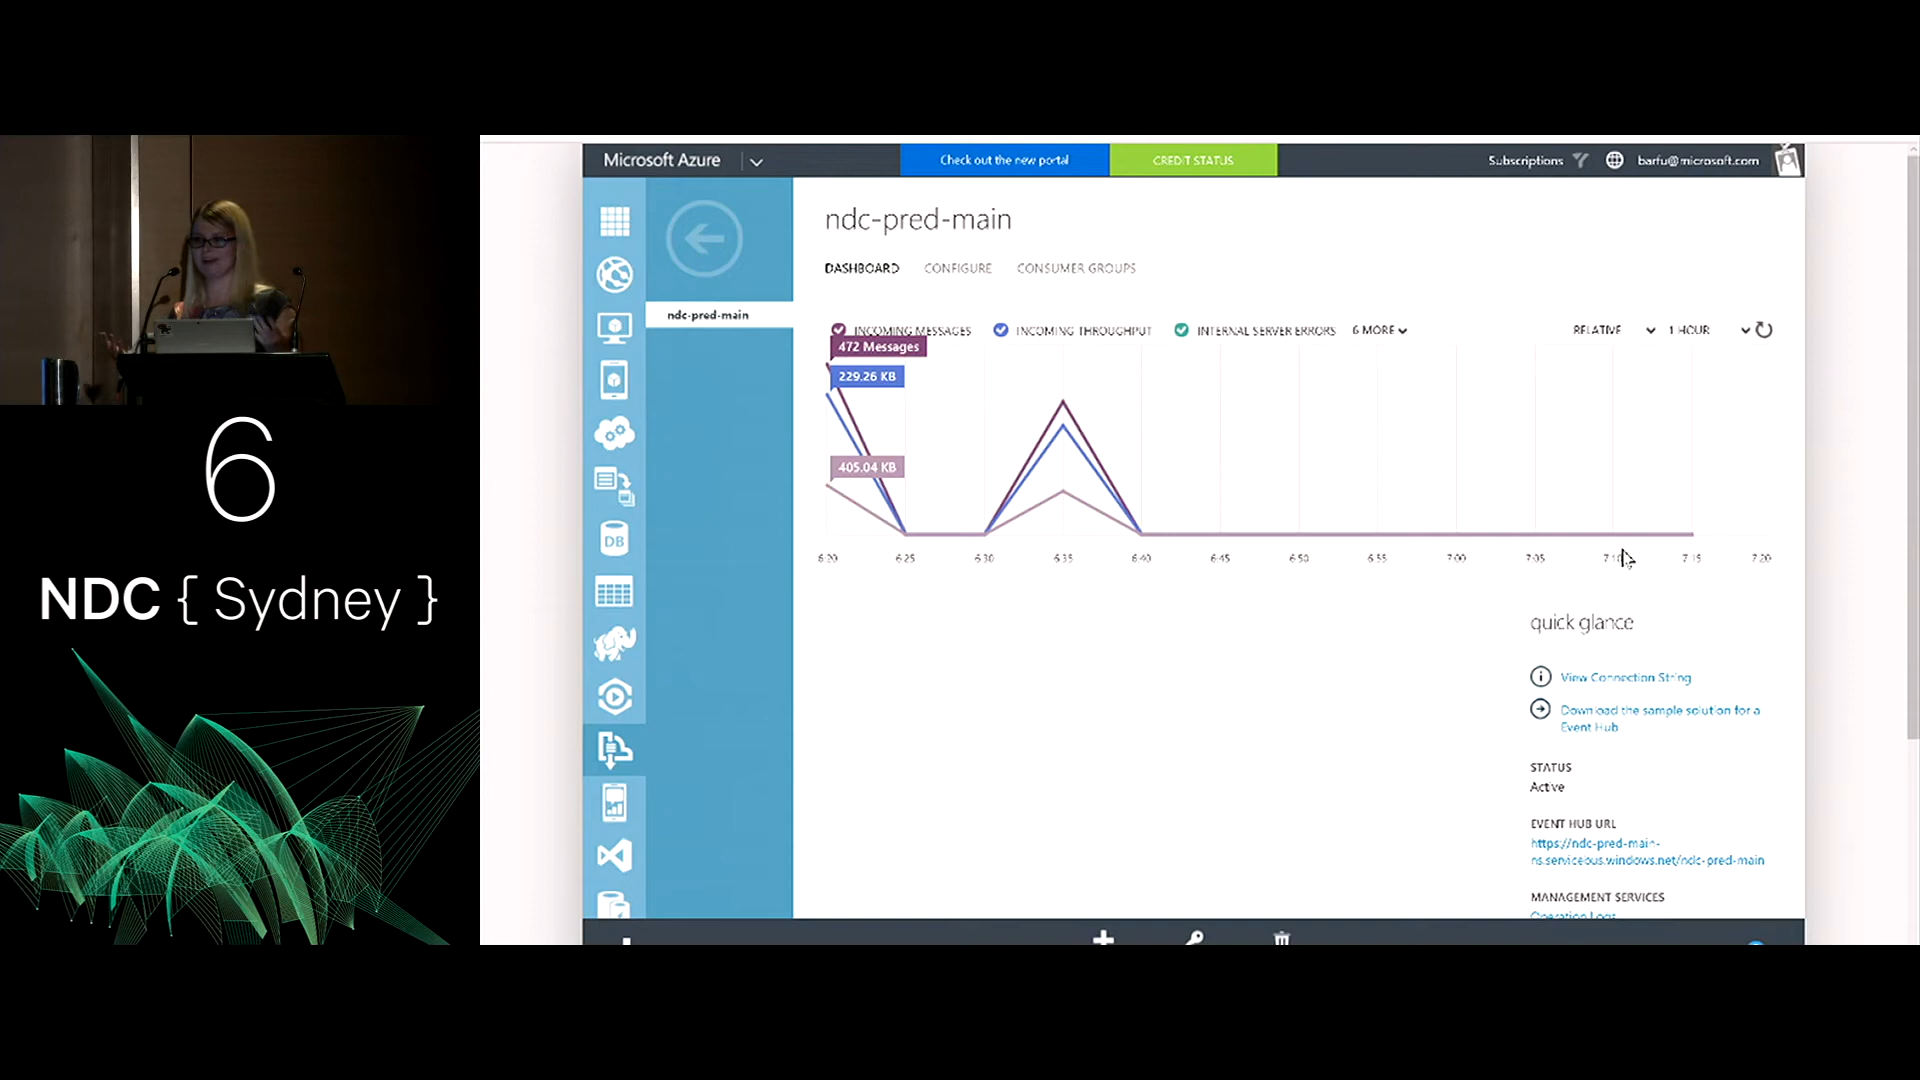 Microsoft Azure
Check out the new portal
CREDIT STATUS
Subscriptions
barfu@microsoft.com
ndc-pred-main
DASHBOARD
CONFIGURE
CONSUMER GROUPS
ndc-pred-main
INCOMING MESSAGES
INCOMING THROUGHPUT
INTERNAL SERVER ERRORS
6 MORE
RELATIVE
1 HOUR
472 Messages
229.26 KB
405.04 KB
6:20 6:25 6:30 6:35 6:40 6:45 6:50 6:55 7:00 7:05 7:15 7:20
DB
quick glance
View Connection String
Download the sample solution for a
Event Hub
STATUS
Active
EVENT HUB URL
https://ndc-pred-main-
ns.servicebus.windows.net/ndc-pred-main
MANAGEMENT SERVICES
Operation Logs
6
NDC { Sydney }